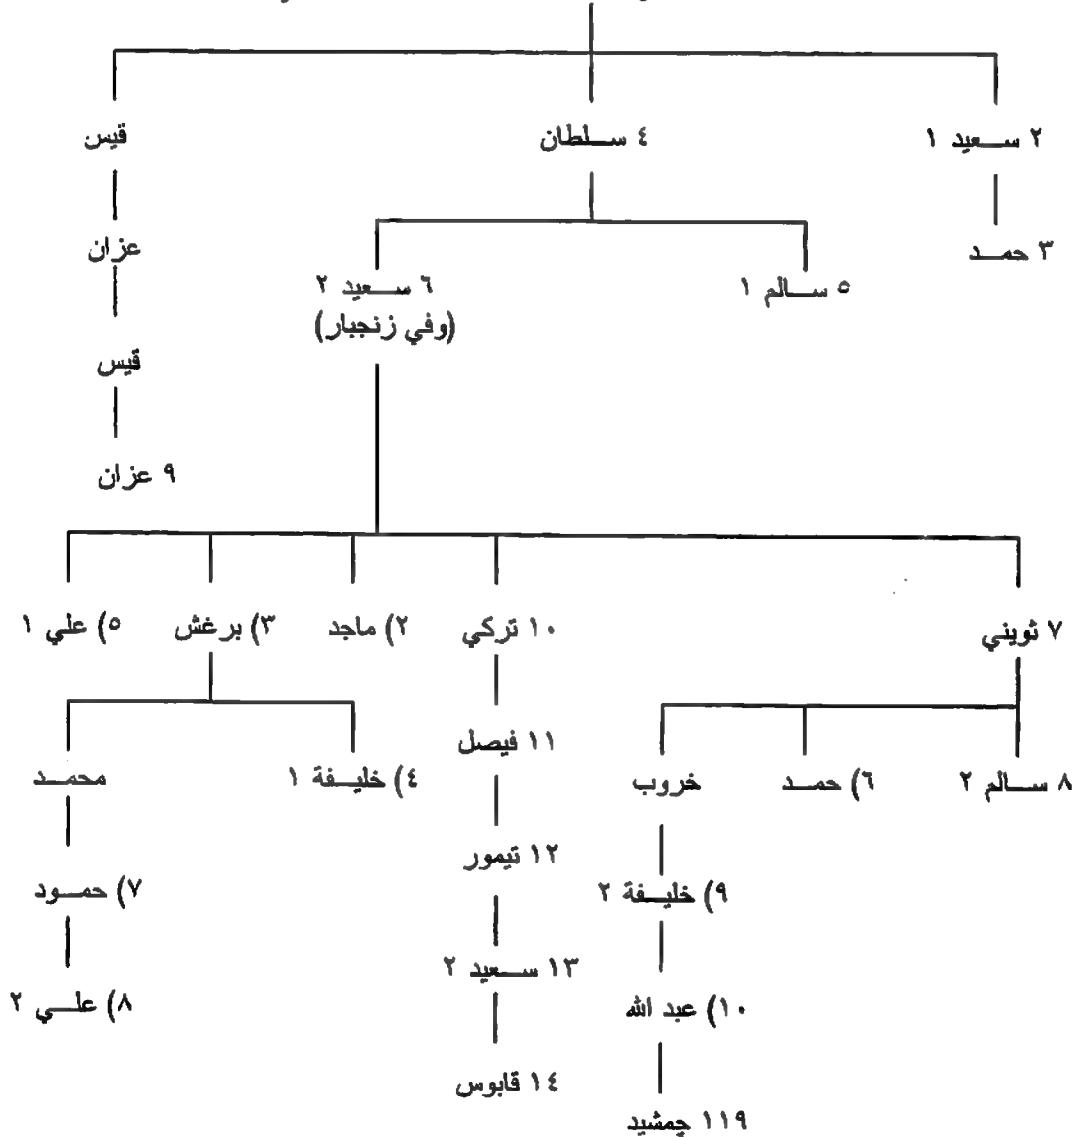 ٢ سعيد ١
٤ سلطان
قيس
٣ حمد
عزان
٥ سالم ١
٦ سعيد ٢
(وفي زنجبار)
قيس
٩ عزان
٧ ثويني
١٠ تركي
٢) ماجد
٣) برغش
٥) علي ١
٨ سالم ٢
٦) حمد
خروب
١١ فيصل
٤) خليفة ١
محمد
١٢ تيمور
٩) خليفة ٢
٧) حمود
١٣ سعيد ٢
١٠) عبد الله
٨) علي ٢
١٤ قابوس
١١٩ جمشيد